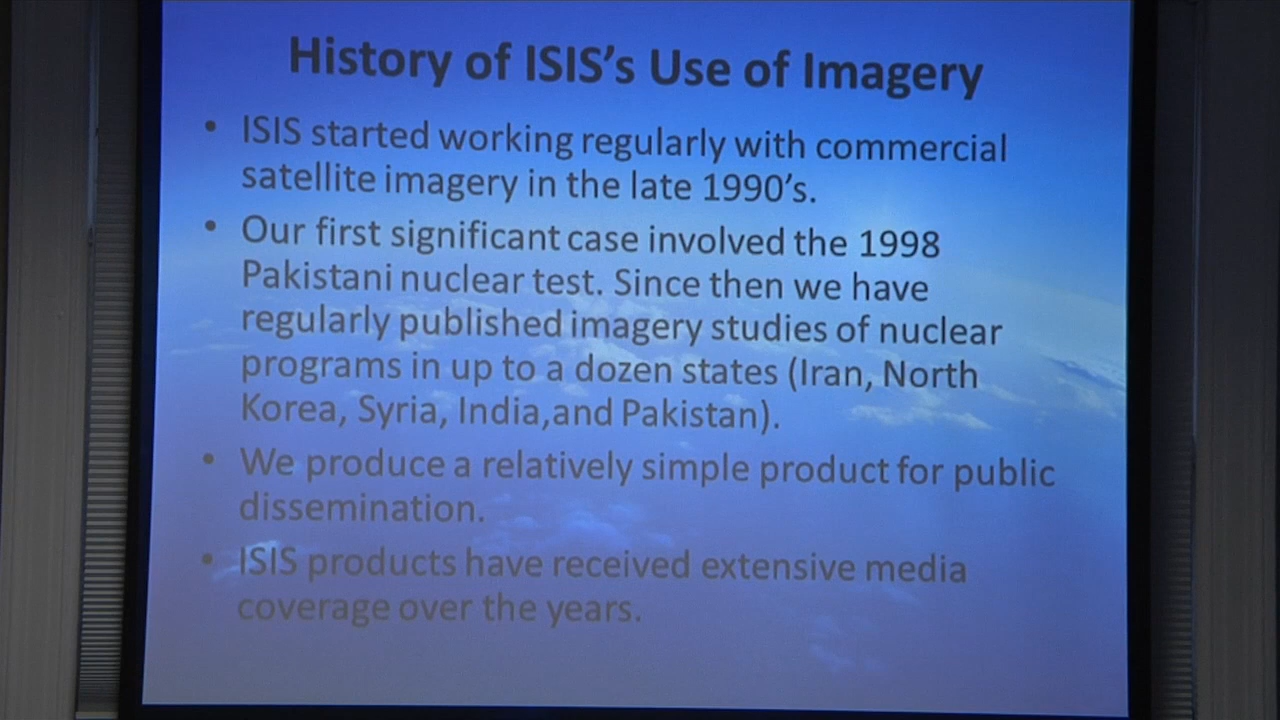 History of ISIS’s Use of Imagery
• ISIS started working regularly with commercial
satellite imagery in the late 1990’s.
• Our first significant case involved the 1998
Pakistani nuclear test. Since then we have
regularly published imagery studies of nuclear
programs in up to a dozen states (Iran, North
Korea, Syria, India,and Pakistan).
• We produce a relatively simple product for public
dissemination.
• ISIS products have received extensive media
coverage over the years.